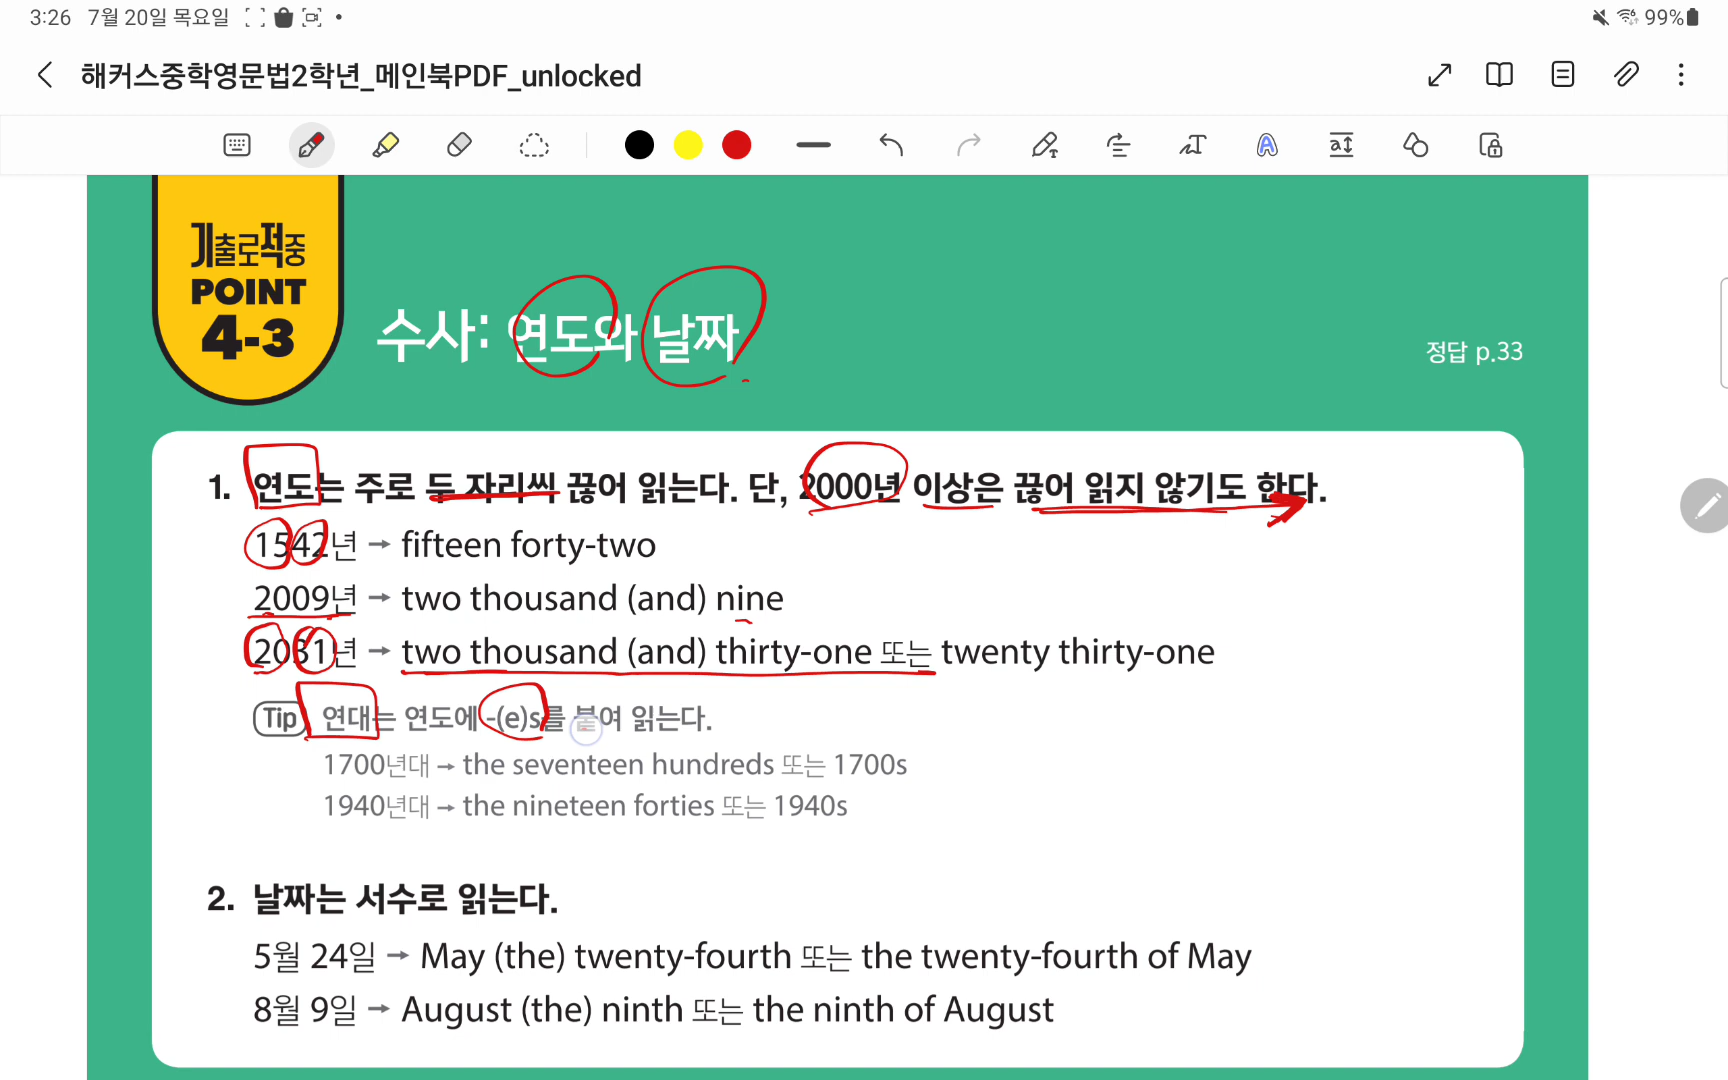 3:26 7월 20일 목요일
99%
해커스중학영문법2학년_메인북PDF_unlocked
기출로적중
POINT
4-3
수사: 연도와 날짜
정답 p.33
1. 연도는 주로 두 자리씩 끊어 읽는다. 단, 2000년 이상은 끊어 읽지 않기도 한다.
1542년 → fifteen forty-two
2009년 → two thousand (and) nine
2031년 → two thousand (and) thirty-one 또는 twenty thirty-one
Tip 연대는 연도에 -(e)s를 붙여 읽는다.
1700년대 → the seventeen hundreds 또는 1700s
1940년대 → the nineteen forties 또는 1940s
2. 날짜는 서수로 읽는다.
5월 24일 → May (the) twenty-fourth 또는 the twenty-fourth of May
8월 9일 → August (the) ninth 또는 the ninth of August